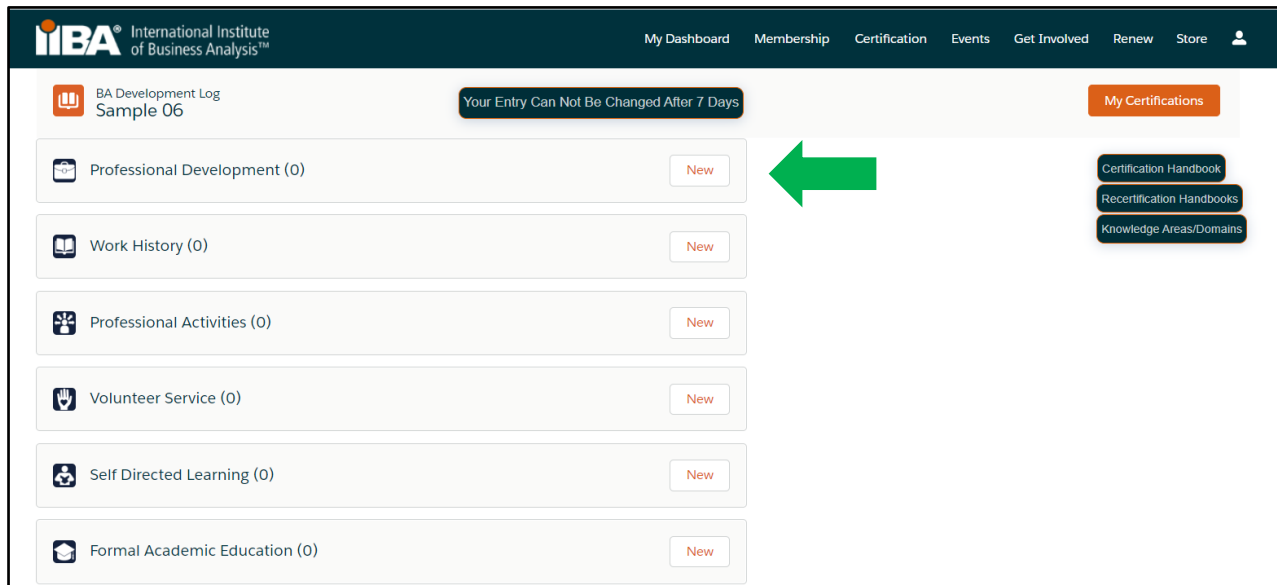 iiBA® International Institute
of Business Analysis™
My Dashboard Membership Certification Events Get Involved Renew Store
BA Development Log
Sample 06
Your Entry Can Not Be Changed After 7 Days
My Certifications
Professional Development (0) New
Certification Handbook
Recertification Handbooks
Knowledge Areas/Domains
Work History (0) New
Professional Activities (0) New
Volunteer Service (0) New
Self Directed Learning (0) New
Formal Academic Education (0) New